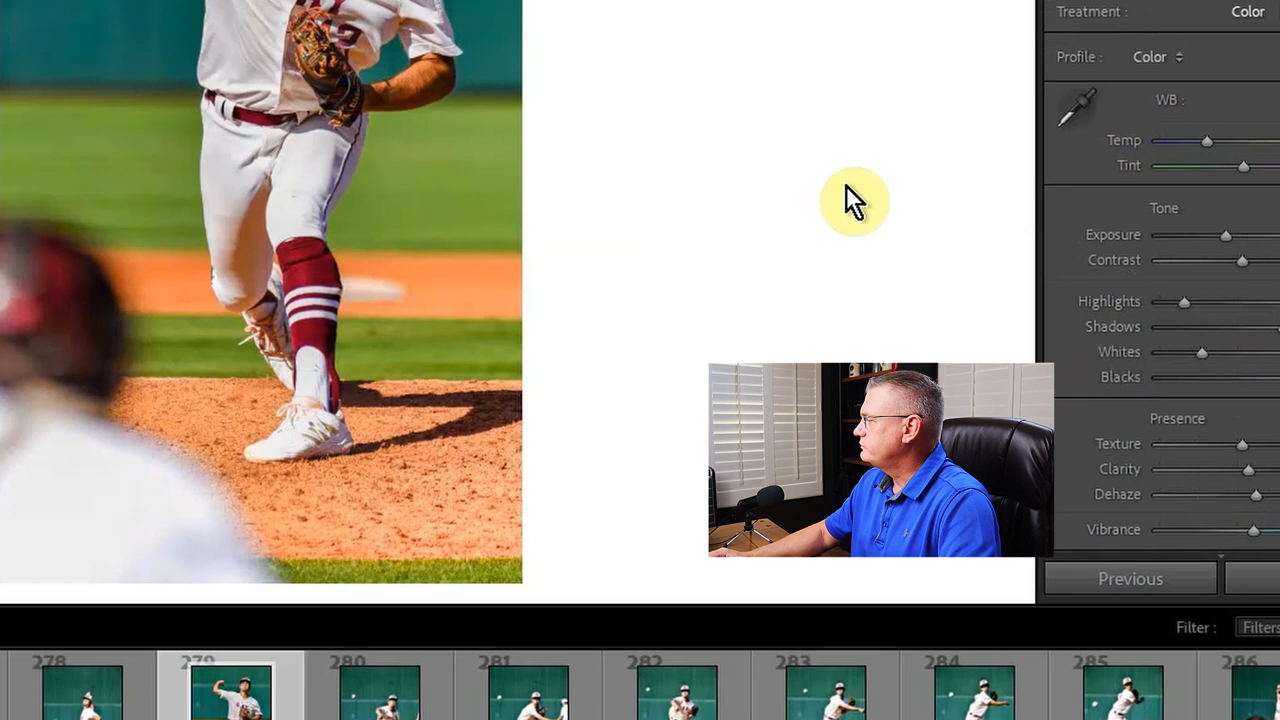 Treatment : Color
Profile : Color
WB :
Temp
Tint
Tone
Exposure
Contrast
Highlights
Shadows
Whites
Blacks
Presence
Texture
Clarity
Dehaze
Vibrance
Previous
Filter : Filters
278 279 280 281 282 283 284 285 286